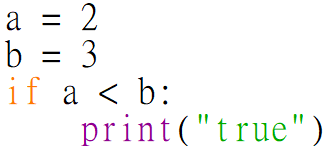 a = 2
b = 3
if a < b:
    print("true")